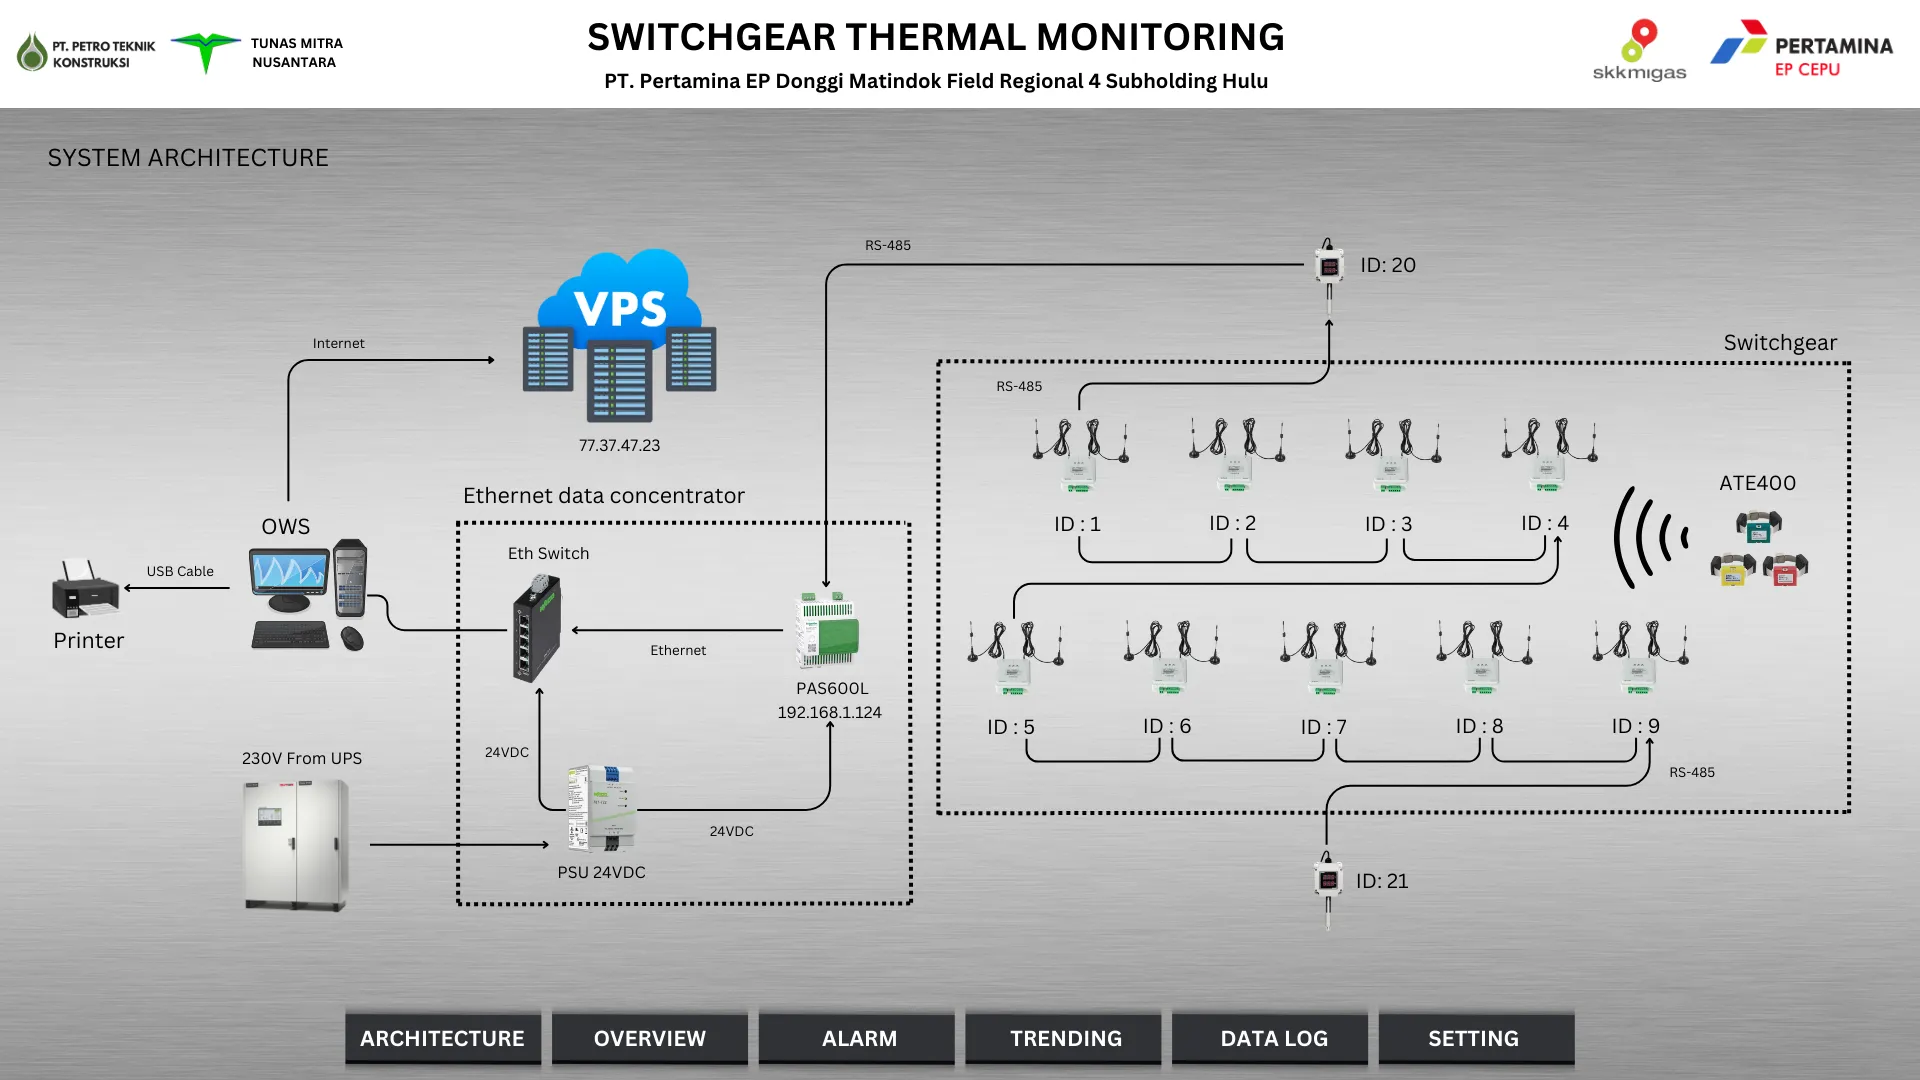 PT. PETRO TEKNIK
KONSTRUKSI
TUNAS MITRA
NUSANTARA
SWITCHGEAR THERMAL MONITORING
PT. Pertamina EP Donggi Matindok Field Regional 4 Subholding Hulu
skkmigas
PERTAMINA
EP CEPU
SYSTEM ARCHITECTURE
RS-485
ID: 20
VPS
Internet
Switchgear
RS-485
77.37.47.23
Ethernet data concentrator
ATE400
OWS
ID : 1
ID : 2
ID : 3
ID : 4
Eth Switch
USB Cable
Printer
Ethernet
PAS600L
192.168.1.124
ID : 5
ID : 6
ID : 7
ID : 8
ID : 9
24VDC
230V From UPS
RS-485
24VDC
PSU 24VDC
ID: 21
ARCHITECTURE
OVERVIEW
ALARM
TRENDING
DATA LOG
SETTING